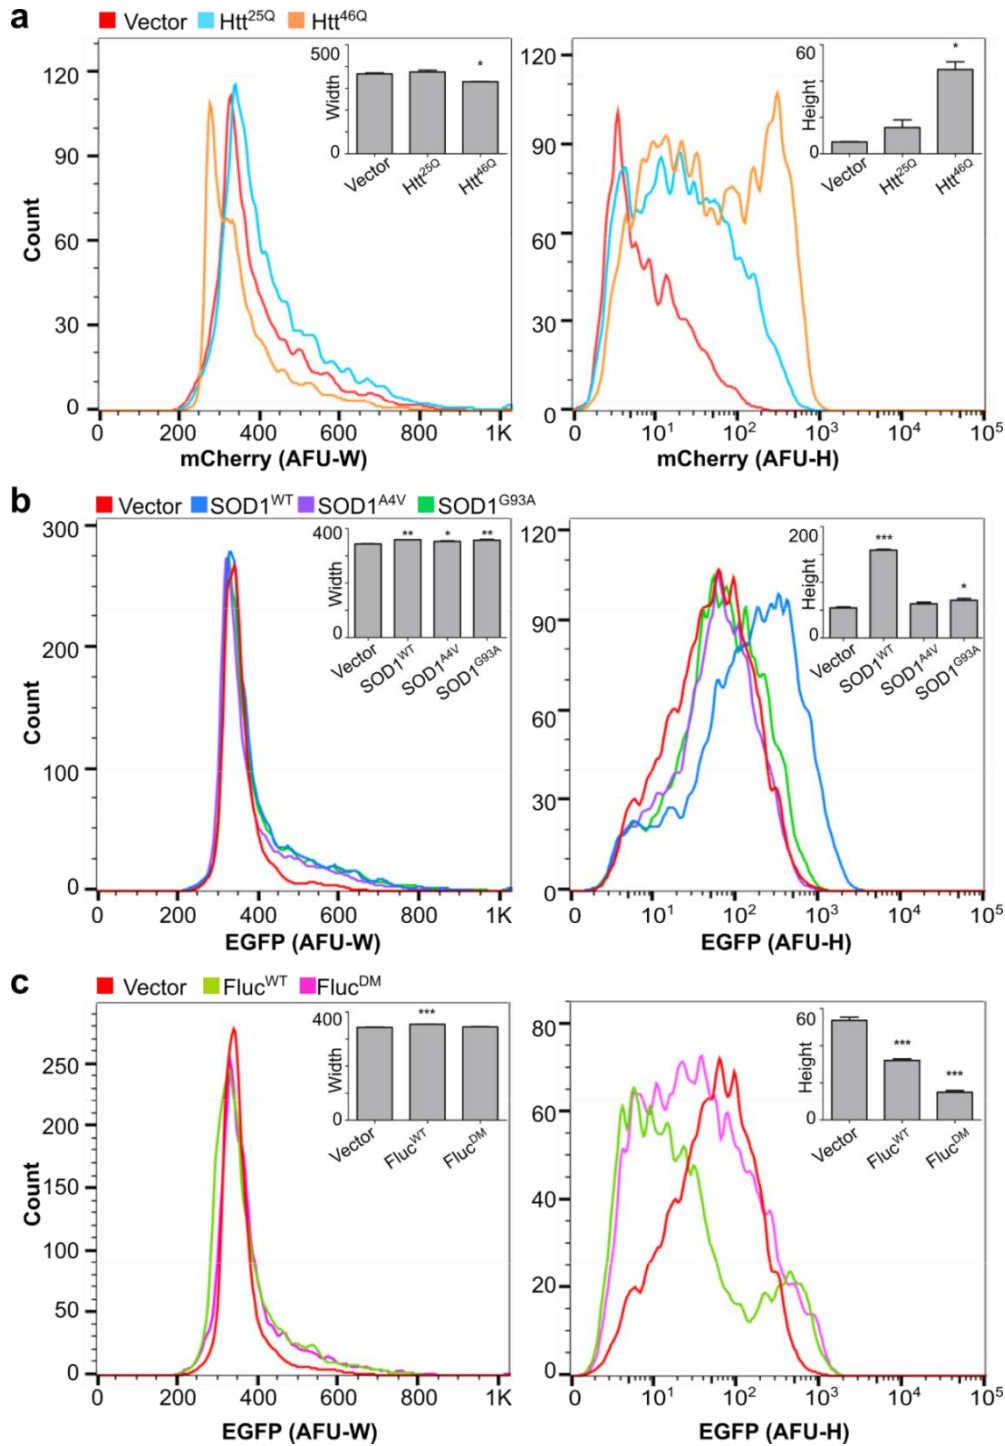 a
Vector Htt25Q Htt46Q
120
90
60
30
0
Count
0 200 400 600 800 1K
mCherry (AFU-W)
500
0
Width
*
Vector
Htt25Q
Htt46Q
120
90
60
30
0
0 10¹ 10² 10³ 10⁴ 10⁵
mCherry (AFU-H)
60
0
Height
*
Vector
Htt25Q
Htt46Q
b
Vector SOD1WT SOD1A4V SOD1G93A
300
200
100
0
Count
0 200 400 600 800 1K
EGFP (AFU-W)
400
0
Width
** * **
Vector
SOD1WT
SOD1A4V
SOD1G93A
120
90
60
30
0
0 10¹ 10² 10³ 10⁴ 10⁵
EGFP (AFU-H)
200
0
Height
*** *
Vector
SOD1WT
SOD1A4V
SOD1G93A
c
Vector FlucWT FlucDM
250
200
150
100
50
0
Count
0 200 400 600 800 1K
EGFP (AFU-W)
400
0
Width
***
Vector
FlucWT
FlucDM
80
60
40
20
0
0 10¹ 10² 10³ 10⁴ 10⁵
EGFP (AFU-H)
60
0
Height
*** ***
Vector
FlucWT
FlucDM